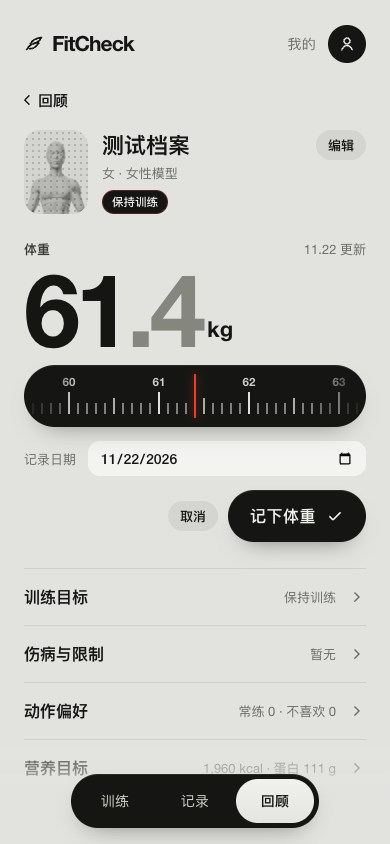 FitCheck
我的
回顾
测试档案
编辑
女 · 女性模型
保持训练
体重
11.22 更新
61.4 kg
60 61 62 63
记录日期
11/22/2026
取消
记下体重
训练目标
保持训练
伤病与限制
暂无
动作偏好
常练 0 · 不喜欢 0
营养目标
1,960 kcal · 蛋白 111 g
训练
记录
回顾